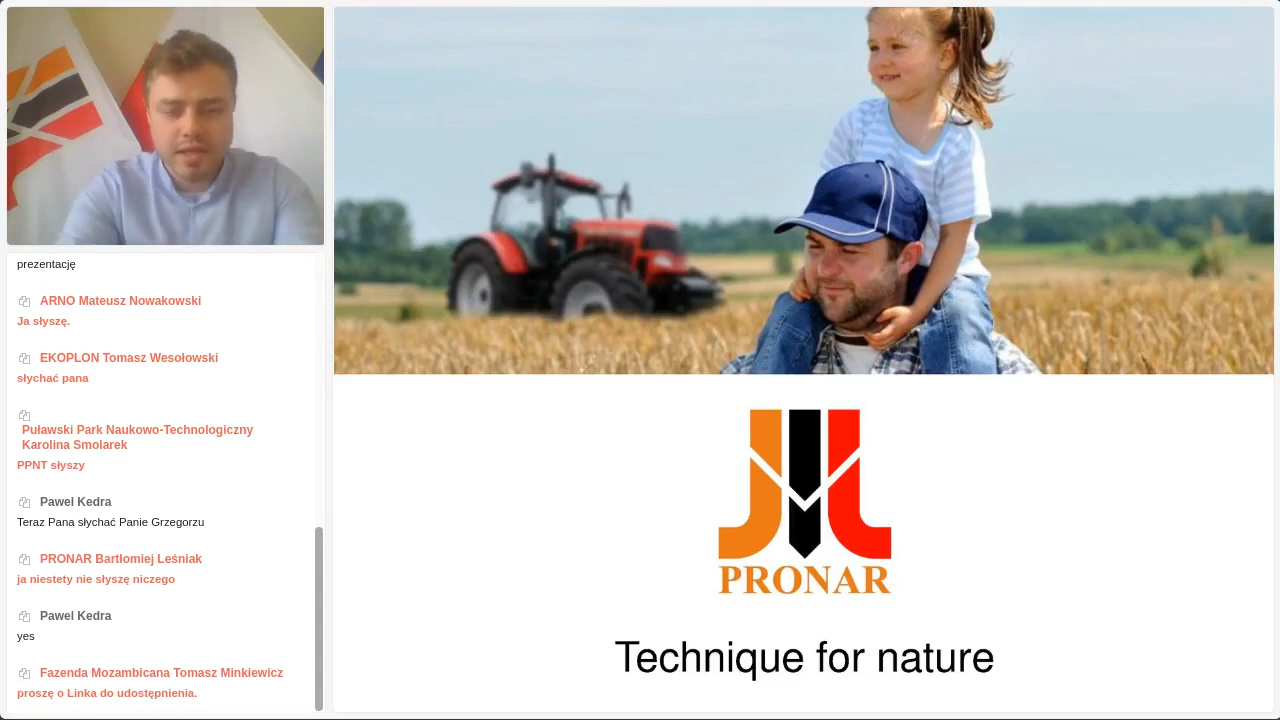 prezentację
ARNO Mateusz Nowakowski
Ja słyszę.
EKOPLON Tomasz Wesołowski
słychać pana
Puławski Park Naukowo-Technologiczny
Karolina Smolarek
PPNT słyszy
Pawel Kedra
Teraz Pana słychać Panie Grzegorzu
PRONAR Bartłomiej Leśniak
ja niestety nie słyszę niczego
Pawel Kedra
yes
Fazenda Mozambicana Tomasz Minkiewicz
proszę o Linka do udostępnienia.
PRONAR
Technique for nature